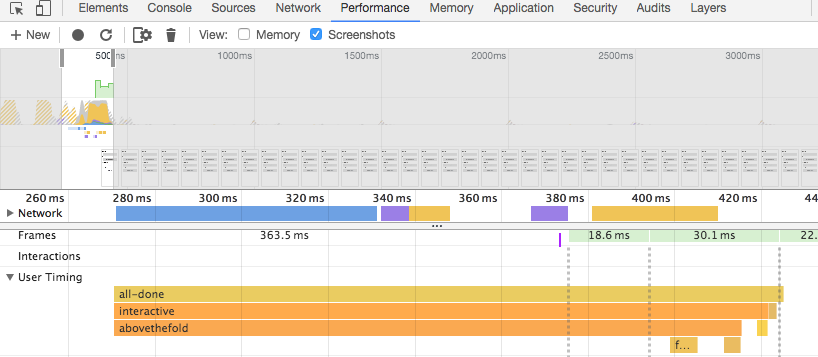 Elements Console Sources Network Performance Memory Application Security Audits Layers
+ New View: Memory Screenshots
500ms 1000ms 1500ms 2000ms 2500ms 3000ms
260 ms 280 ms 300 ms 320 ms 340 ms 360 ms 380 ms 400 ms 420 ms 44
Network
...
Frames 363.5 ms 18.6 ms 30.1 ms 22.
Interactions
User Timing
all-done
interactive
abovethefold
f...